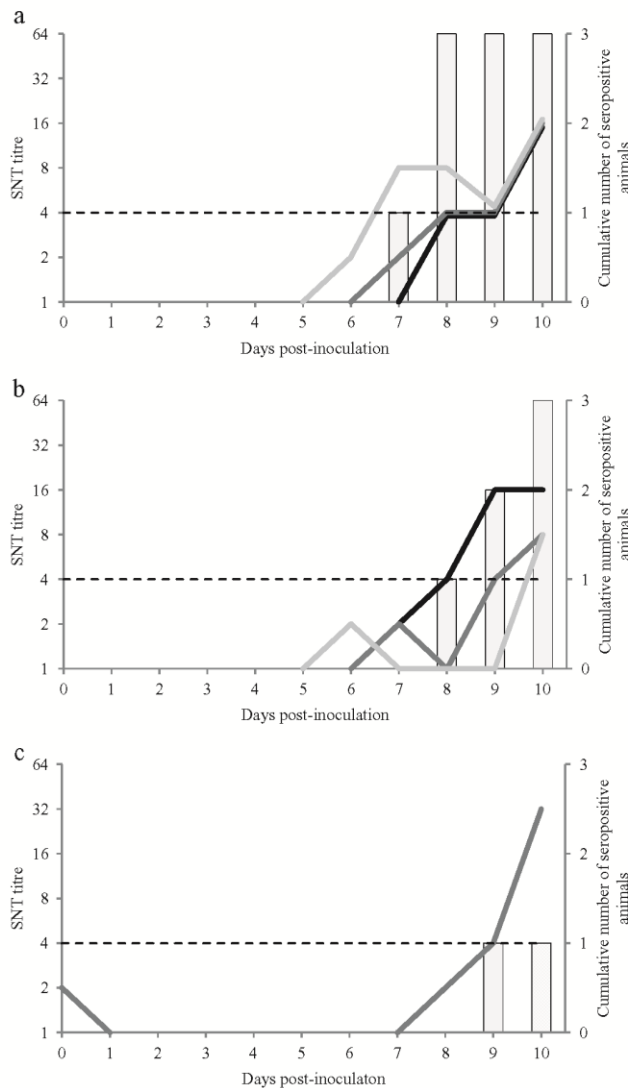 a
64
32
16
8
4
2
1
SNT titre
3
2
1
0
Cumulative number of seropositive
animals
0 1 2 3 4 5 6 7 8 9 10
Days post-inoculation
b
64
32
16
8
4
2
1
SNT titre
3
2
1
0
Cumulative number of seropositive
animals
0 1 2 3 4 5 6 7 8 9 10
Days post-inoculation
c
64
32
16
8
4
2
1
SNT titre
3
2
1
0
Cumulative number of seropositive
animals
0 1 2 3 4 5 6 7 8 9 10
Days post-inoculaton